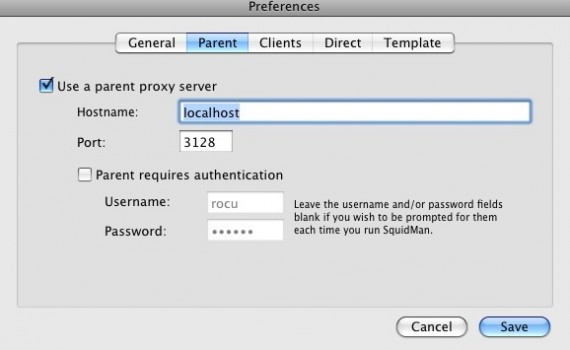 Preferences
General Parent Clients Direct Template
Use a parent proxy server
Hostname: localhost
Port: 3128
Parent requires authentication
Username: rocu
Password: ••••••
Leave the username and/or password fields
blank if you wish to be prompted for them
each time you run SquidMan.
Cancel Save